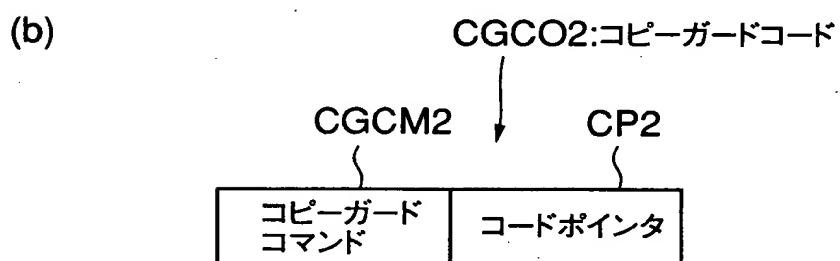 (b)
CGCO2:コピーガードコード
CGCM2
CP2
コピーガード
コマンド
コードポインタ